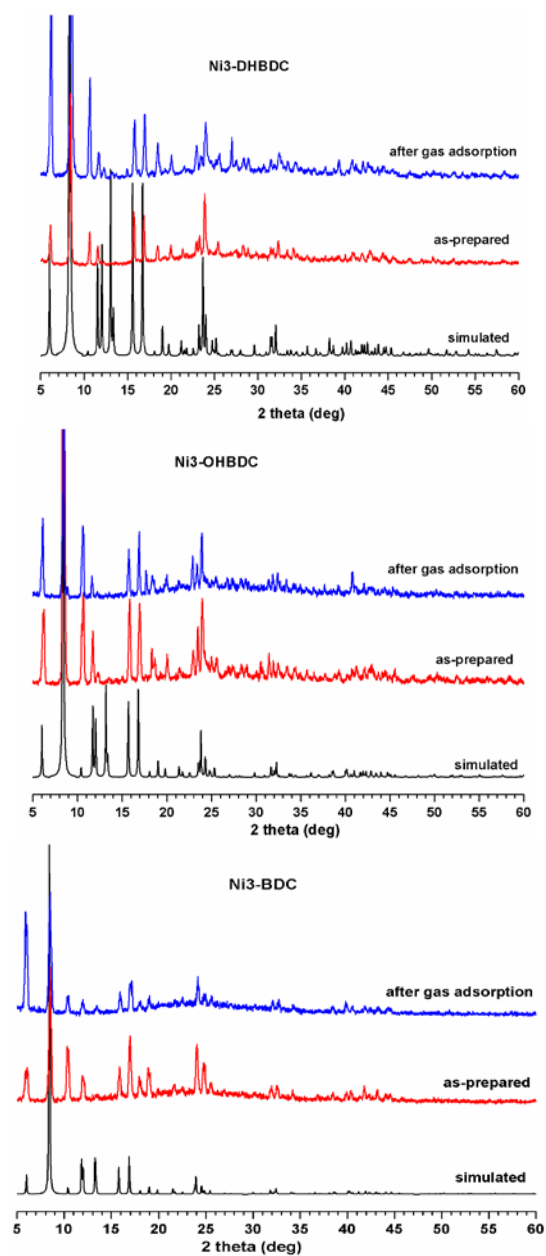 Ni3-DHBDC
after gas adsorption
as-prepared
simulated
5 10 15 20 25 30 35 40 45 50 55 60
2 theta (deg)
Ni3-OHBDC
after gas adsorption
as-prepared
simulated
5 10 15 20 25 30 35 40 45 50 55 60
2 theta (deg)
Ni3-BDC
after gas adsorption
as-prepared
simulated
5 10 15 20 25 30 35 40 45 50 55 60
2 theta (deg)